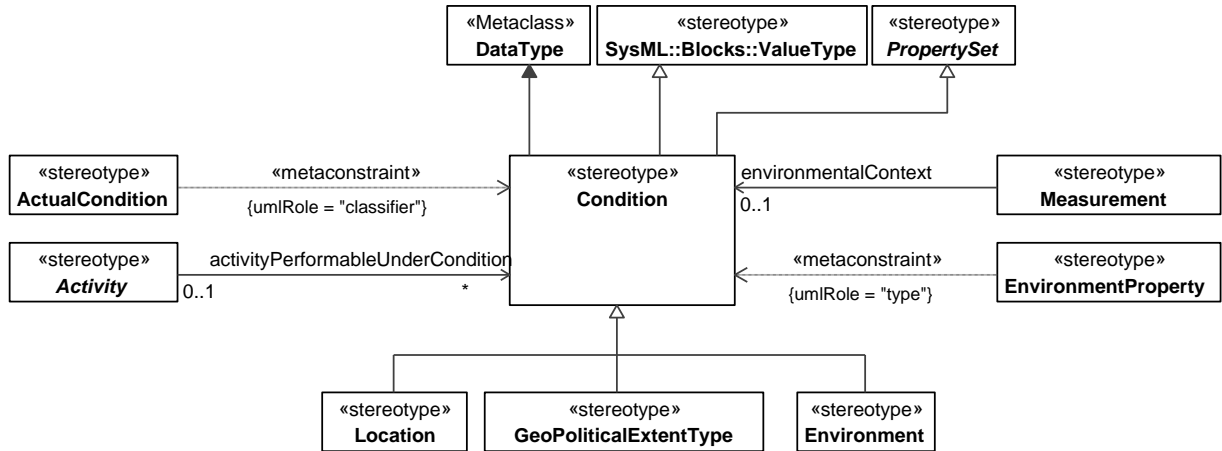 «Metaclass»
DataType
«stereotype»
SysML::Blocks::ValueType
«stereotype»
PropertySet
«stereotype»
ActualCondition
«metaconstraint»
{umlRole = "classifier"}
«stereotype»
Condition
environmentalContext
0..1
«stereotype»
Measurement
«stereotype»
Activity
activityPerformableUnderCondition
0..1
*
«metaconstraint»
{umlRole = "type"}
«stereotype»
EnvironmentProperty
«stereotype»
Location
«stereotype»
GeoPoliticalExtentType
«stereotype»
Environment